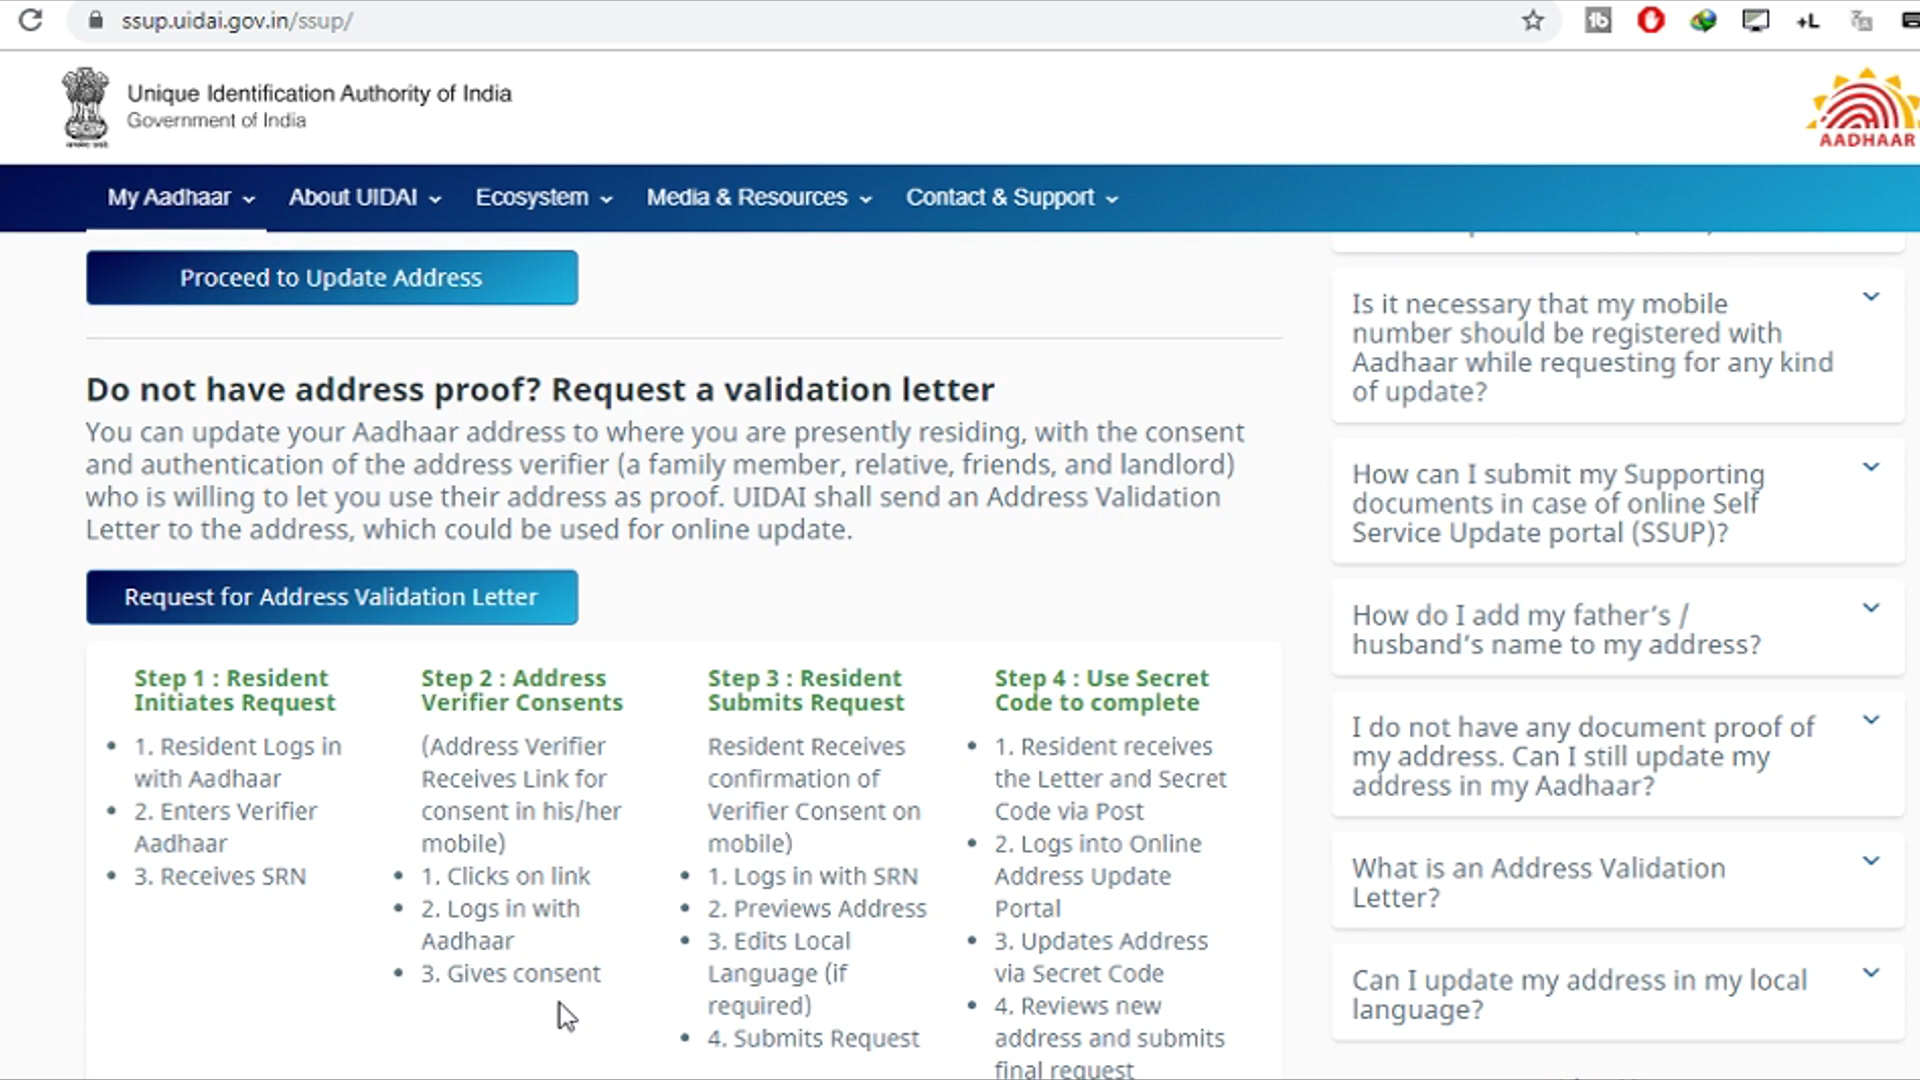 ssup.uidai.gov.in/ssup/
Unique Identification Authority of India
Government of India
AADHAAR
My Aadhaar
About UIDAI
Ecosystem
Media & Resources
Contact & Support
Proceed to Update Address
Do not have address proof? Request a validation letter
You can update your Aadhaar address to where you are presently residing, with the consent
and authentication of the address verifier (a family member, relative, friends, and landlord)
who is willing to let you use their address as proof. UIDAI shall send an Address Validation
Letter to the address, which could be used for online update.
Request for Address Validation Letter
Step 1 : Resident
Initiates Request
1. Resident Logs in
with Aadhaar
2. Enters Verifier
Aadhaar
3. Receives SRN
Step 2 : Address
Verifier Consents
(Address Verifier
Receives Link for
consent in his/her
mobile)
1. Clicks on link
2. Logs in with
Aadhaar
3. Gives consent
Step 3 : Resident
Submits Request
Resident Receives
confirmation of
Verifier Consent on
mobile)
1. Logs in with SRN
2. Previews Address
3. Edits Local
Language (if
required)
4. Submits Request
Step 4 : Use Secret
Code to complete
1. Resident receives
the Letter and Secret
Code via Post
2. Logs into Online
Address Update
Portal
3. Updates Address
via Secret Code
4. Reviews new
address and submits
final request
Is it necessary that my mobile
number should be registered with
Aadhaar while requesting for any kind
of update?
How can I submit my Supporting
documents in case of online Self
Service Update portal (SSUP)?
How do I add my father’s /
husband’s name to my address?
I do not have any document proof of
my address. Can I still update my
address in my Aadhaar?
What is an Address Validation
Letter?
Can I update my address in my local
language?